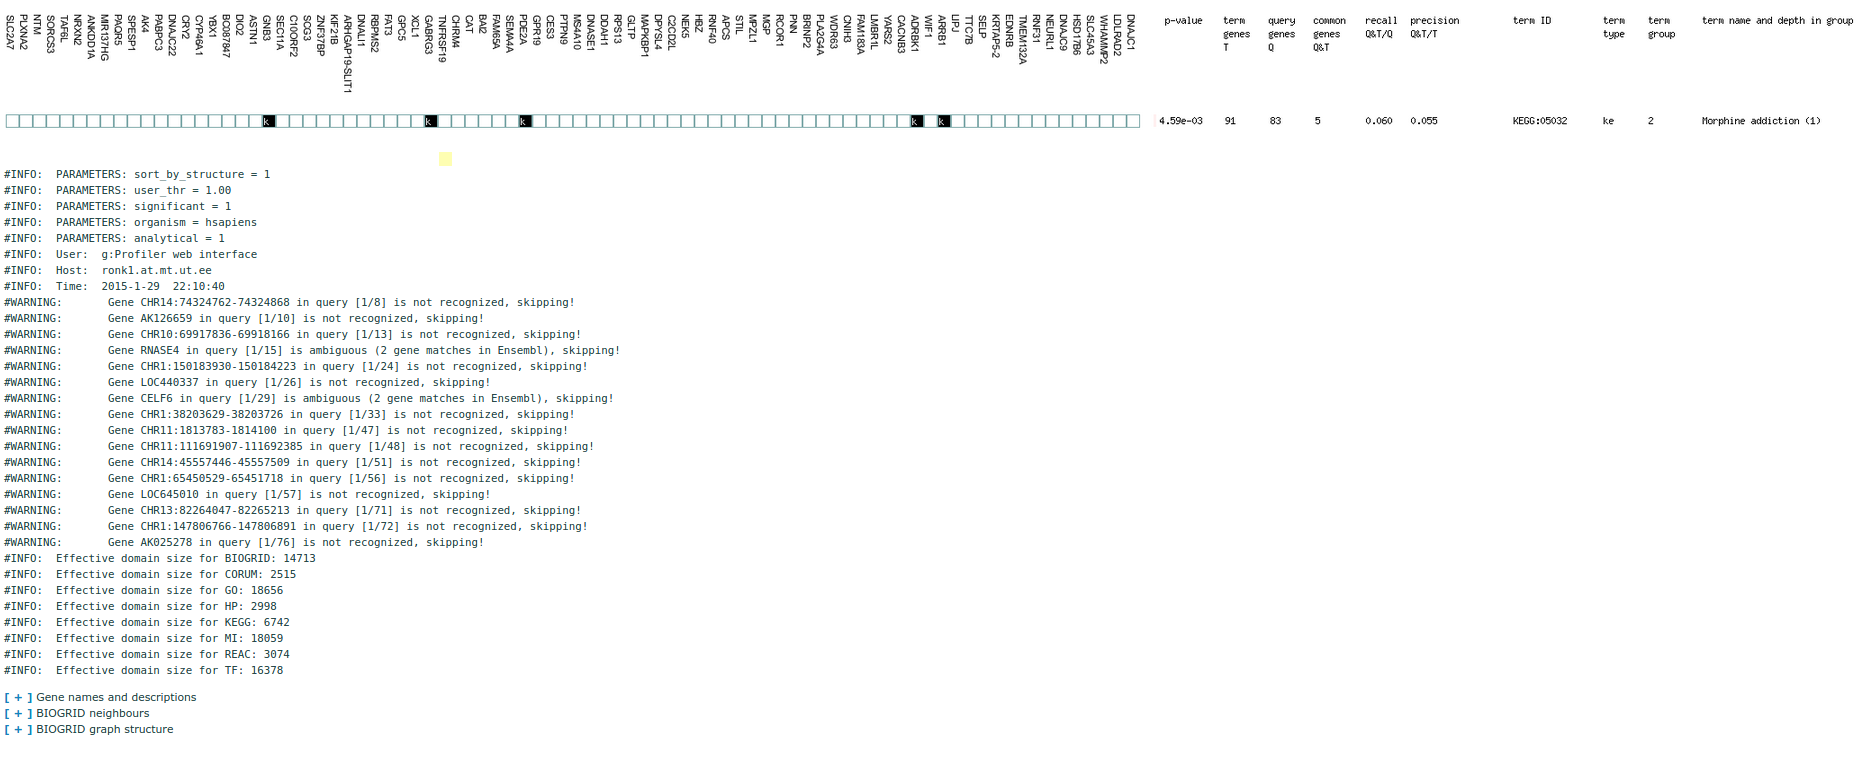 SLC2A7
PLXNA2
NTM
SORCS3
TAF6L
NRXN2
ANKDD1A
MIR137HG
PAQR5
SPESP1
AK4
PABPC3
DNAJC22
CRY2
CYP46A1
YBX1
BC087847
DIO2
ASTN1
GNB3
SEC11A
C10ORF2
SCG3
ZNF37BP
KIF21B
ARHGAP19-SLIT1
DNALI1
RBPMS2
FAT3
GPC5
XCL1
GABRG3
TNFRSF19
CHRM4
CAT
BAI2
FAM65A
SEMA4A
PDE2A
GPR19
CES3
PTPN9
MS4A10
DNASE1
DDAH1
RPS13
GLTP
MAPKBP1
DPYSL4
C2CD2L
NEK5
HBZ
RNF40
APCS
STIL
MPZL1
MGP
RCOR1
PNN
BRINP2
PLA2G4A
WDR63
CNIH3
FAM183A
LMBR1L
YARS2
CACNB3
ADRBK1
WIF1
ARRB1
LIPJ
TTC7B
SELP
KRTAP5-2
EDNRB
TMEM132A
RNF31
NEURL1
DNAJC9
HSD17B6
SLC45A3
WHAMMP2
LDLRAD2
DNAJC1
p-value
term genes T
query genes Q
common genes Q&T
recall Q&T/Q
precision Q&T/T
term ID
term type
term group
term name and depth in group
k k k k k 4.59e-03 91 83 5 0.060 0.055 KEGG:05032 ke 2 Morphine addiction (1)
#INFO: PARAMETERS: sort_by_structure = 1
#INFO: PARAMETERS: user_thr = 1.00
#INFO: PARAMETERS: significant = 1
#INFO: PARAMETERS: organism = hsapiens
#INFO: PARAMETERS: analytical = 1
#INFO: User: g:Profiler web interface
#INFO: Host: ronk1.at.mt.ut.ee
#INFO: Time: 2015-1-29 22:10:40
#WARNING: Gene CHR14:74324762-74324868 in query [1/8] is not recognized, skipping!
#WARNING: Gene AK126659 in query [1/10] is not recognized, skipping!
#WARNING: Gene CHR10:69917836-69918166 in query [1/13] is not recognized, skipping!
#WARNING: Gene RNASE4 in query [1/15] is ambiguous (2 gene matches in Ensembl), skipping!
#WARNING: Gene CHR1:150183930-150184223 in query [1/24] is not recognized, skipping!
#WARNING: Gene LOC440337 in query [1/26] is not recognized, skipping!
#WARNING: Gene CELF6 in query [1/29] is ambiguous (2 gene matches in Ensembl), skipping!
#WARNING: Gene CHR1:38203629-38203726 in query [1/33] is not recognized, skipping!
#WARNING: Gene CHR11:1813783-1814100 in query [1/47] is not recognized, skipping!
#WARNING: Gene CHR11:111691907-111692385 in query [1/48] is not recognized, skipping!
#WARNING: Gene CHR14:45557446-45557509 in query [1/51] is not recognized, skipping!
#WARNING: Gene CHR1:65450529-65451718 in query [1/56] is not recognized, skipping!
#WARNING: Gene LOC645010 in query [1/57] is not recognized, skipping!
#WARNING: Gene CHR13:82264047-82265213 in query [1/71] is not recognized, skipping!
#WARNING: Gene CHR1:147806766-147806891 in query [1/72] is not recognized, skipping!
#WARNING: Gene AK025278 in query [1/76] is not recognized, skipping!
#INFO: Effective domain size for BIOGRID: 14713
#INFO: Effective domain size for CORUM: 2515
#INFO: Effective domain size for GO: 18656
#INFO: Effective domain size for HP: 2998
#INFO: Effective domain size for KEGG: 6742
#INFO: Effective domain size for MI: 18059
#INFO: Effective domain size for REAC: 3074
#INFO: Effective domain size for TF: 16378
[ + ] Gene names and descriptions
[ + ] BIOGRID neighbours
[ + ] BIOGRID graph structure